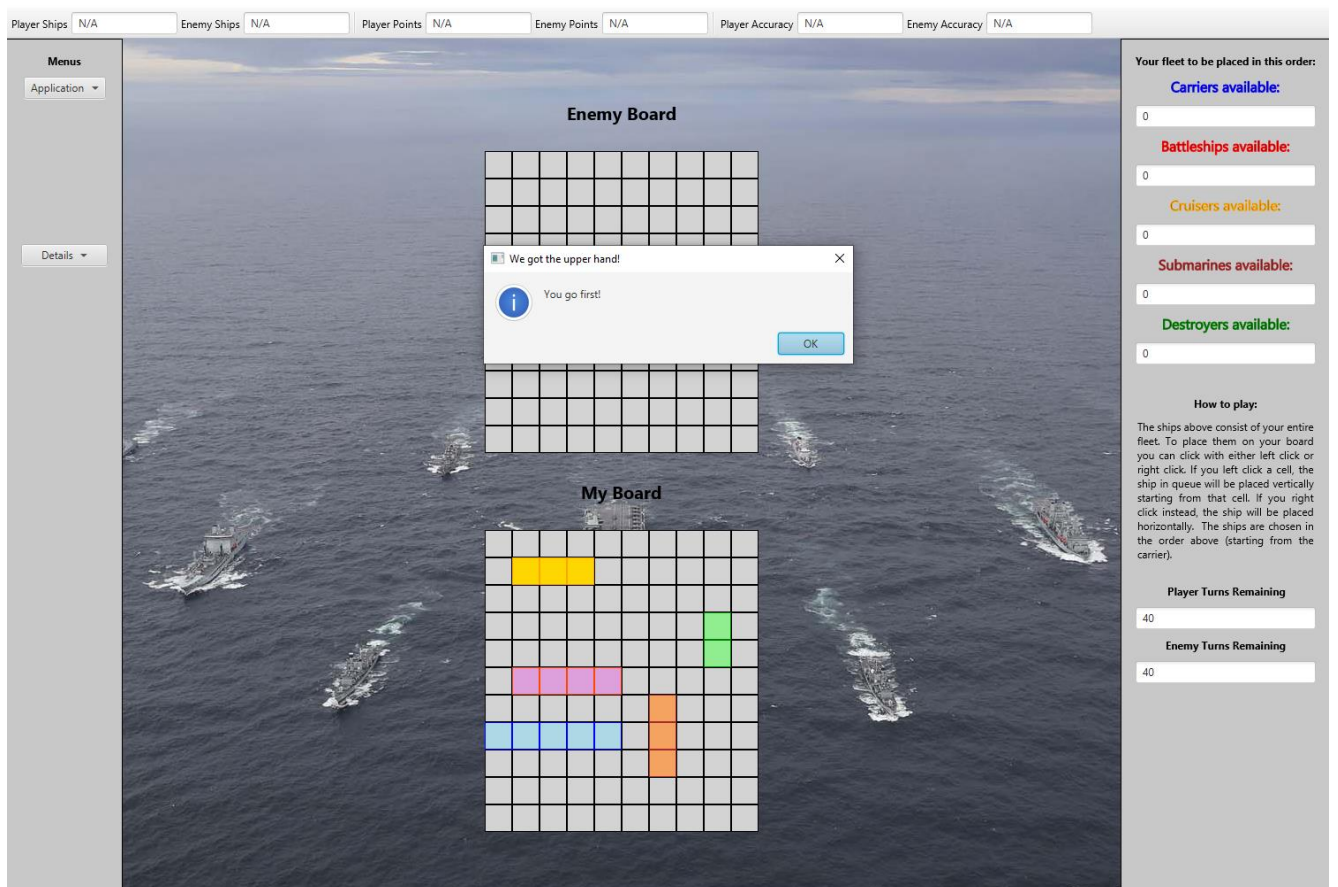 Player Ships N/A Enemy Ships N/A Player Points N/A Enemy Points N/A Player Accuracy N/A Enemy Accuracy N/A
Menus
Application
Details
Enemy Board
We got the upper hand!
You go first!
OK
My Board
Your fleet to be placed in this order:
Carriers available:
0
Battleships available:
0
Cruisers available:
0
Submarines available:
0
Destroyers available:
0
How to play:
The ships above consist of your entire
fleet. To place them on your board
you can click with either left click or
right click. If you left click a cell, the
ship in queue will be placed vertically
starting from that cell. If you right
click instead, the ship will be placed
horizontally. The ships are chosen in
the order above (starting from the
carrier).
Player Turns Remaining
40
Enemy Turns Remaining
40